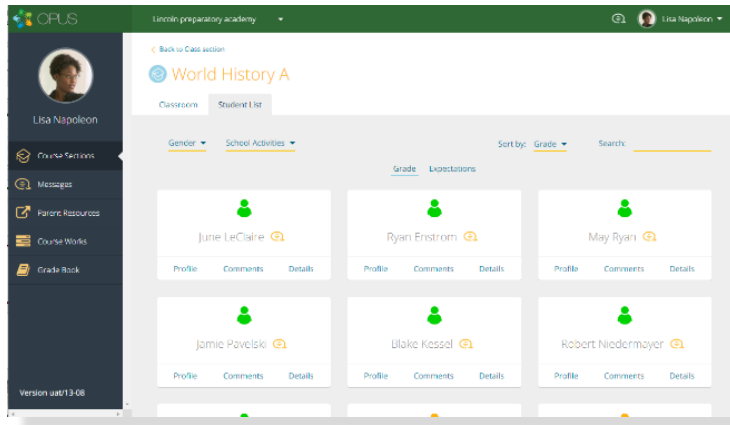 OPUS
Lincoln preparatory academy
Lisa Napoleon
Back to Class section
World History A
Classroom Student List
Lisa Napoleon
Gender School Activities Sort by: Grade Search:
Course Sections
Grade Expectations
Messages
Parent Resources
Course Works
Grade Book
June LeClaire Ryan Enstrom May Ryan
Profile Comments Details Profile Comments Details Profile Comments Details
Jamie Pavelski Blake Kessel Robert Niedermayer
Profile Comments Details Profile Comments Details Profile Comments Details
Version uat/13-08